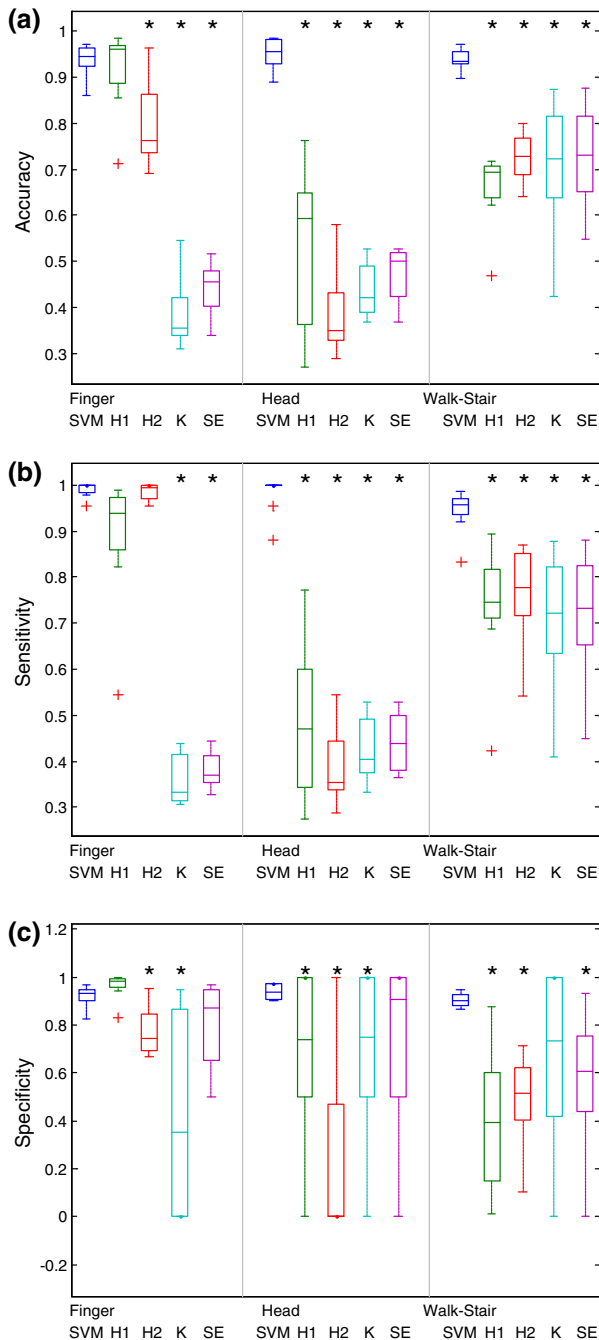 (a)
* * * * * * * * * * *
1
0.9
0.8
0.7
0.6
0.5
0.4
0.3
Accuracy
Finger Head Walk-Stair
SVM H1 H2 K SE SVM H1 H2 K SE SVM H1 H2 K SE
(b)
* * * * * * * * * *
1
0.9
0.8
0.7
0.6
0.5
0.4
0.3
Sensitivity
Finger Head Walk-Stair
SVM H1 H2 K SE SVM H1 H2 K SE SVM H1 H2 K SE
(c)
1.2
* * * * * * * *
1
0.8
0.6
0.4
0.2
0
-0.2
Specificity
Finger Head Walk-Stair
SVM H1 H2 K SE SVM H1 H2 K SE SVM H1 H2 K SE